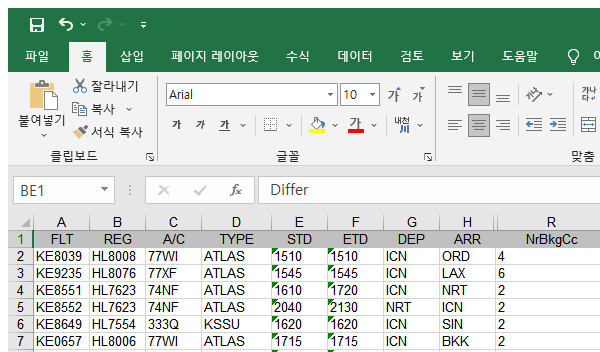 파일 홈 삽입 페이지 레이아웃 수식 데이터 검토 보기 도움말
붙여넣기 잘라내기 복사 서식 복사
Arial 10 가 가
가 가 가 가 내천 川
가나 다
클립보드 글꼴 맞춤
BE1 fx Differ
A B C D E F G H R
1 FLT REG A/C TYPE STD ETD DEP ARR NrBkgCc
2 KE8039 HL8008 77WI ATLAS 1510 1510 ICN ORD 4
3 KE9235 HL8076 77XF ATLAS 1545 1545 ICN LAX 6
4 KE8551 HL7623 74NF ATLAS 1610 1720 ICN NRT 2
5 KE8552 HL7623 74NF ATLAS 2040 2130 NRT ICN 2
6 KE8649 HL7554 333Q KSSU 1620 1620 ICN SIN 2
7 KE0657 HL8006 77WI ATLAS 1715 1715 ICN BKK 2